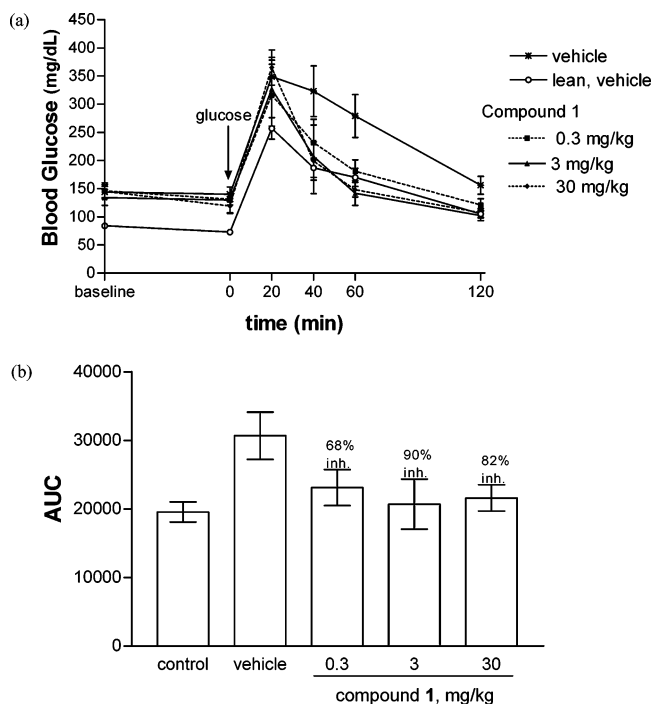 (a)
Blood Glucose (mg/dL)
450
400
350
300
250
200
150
100
50
0
glucose
baseline 0 20 40 60 120
time (min)
vehicle
lean, vehicle
Compound 1
0.3 mg/kg
3 mg/kg
30 mg/kg
(b)
AUC
40000
30000
20000
10000
0
68% inh.
90% inh.
82% inh.
control vehicle 0.3 3 30
compound 1, mg/kg